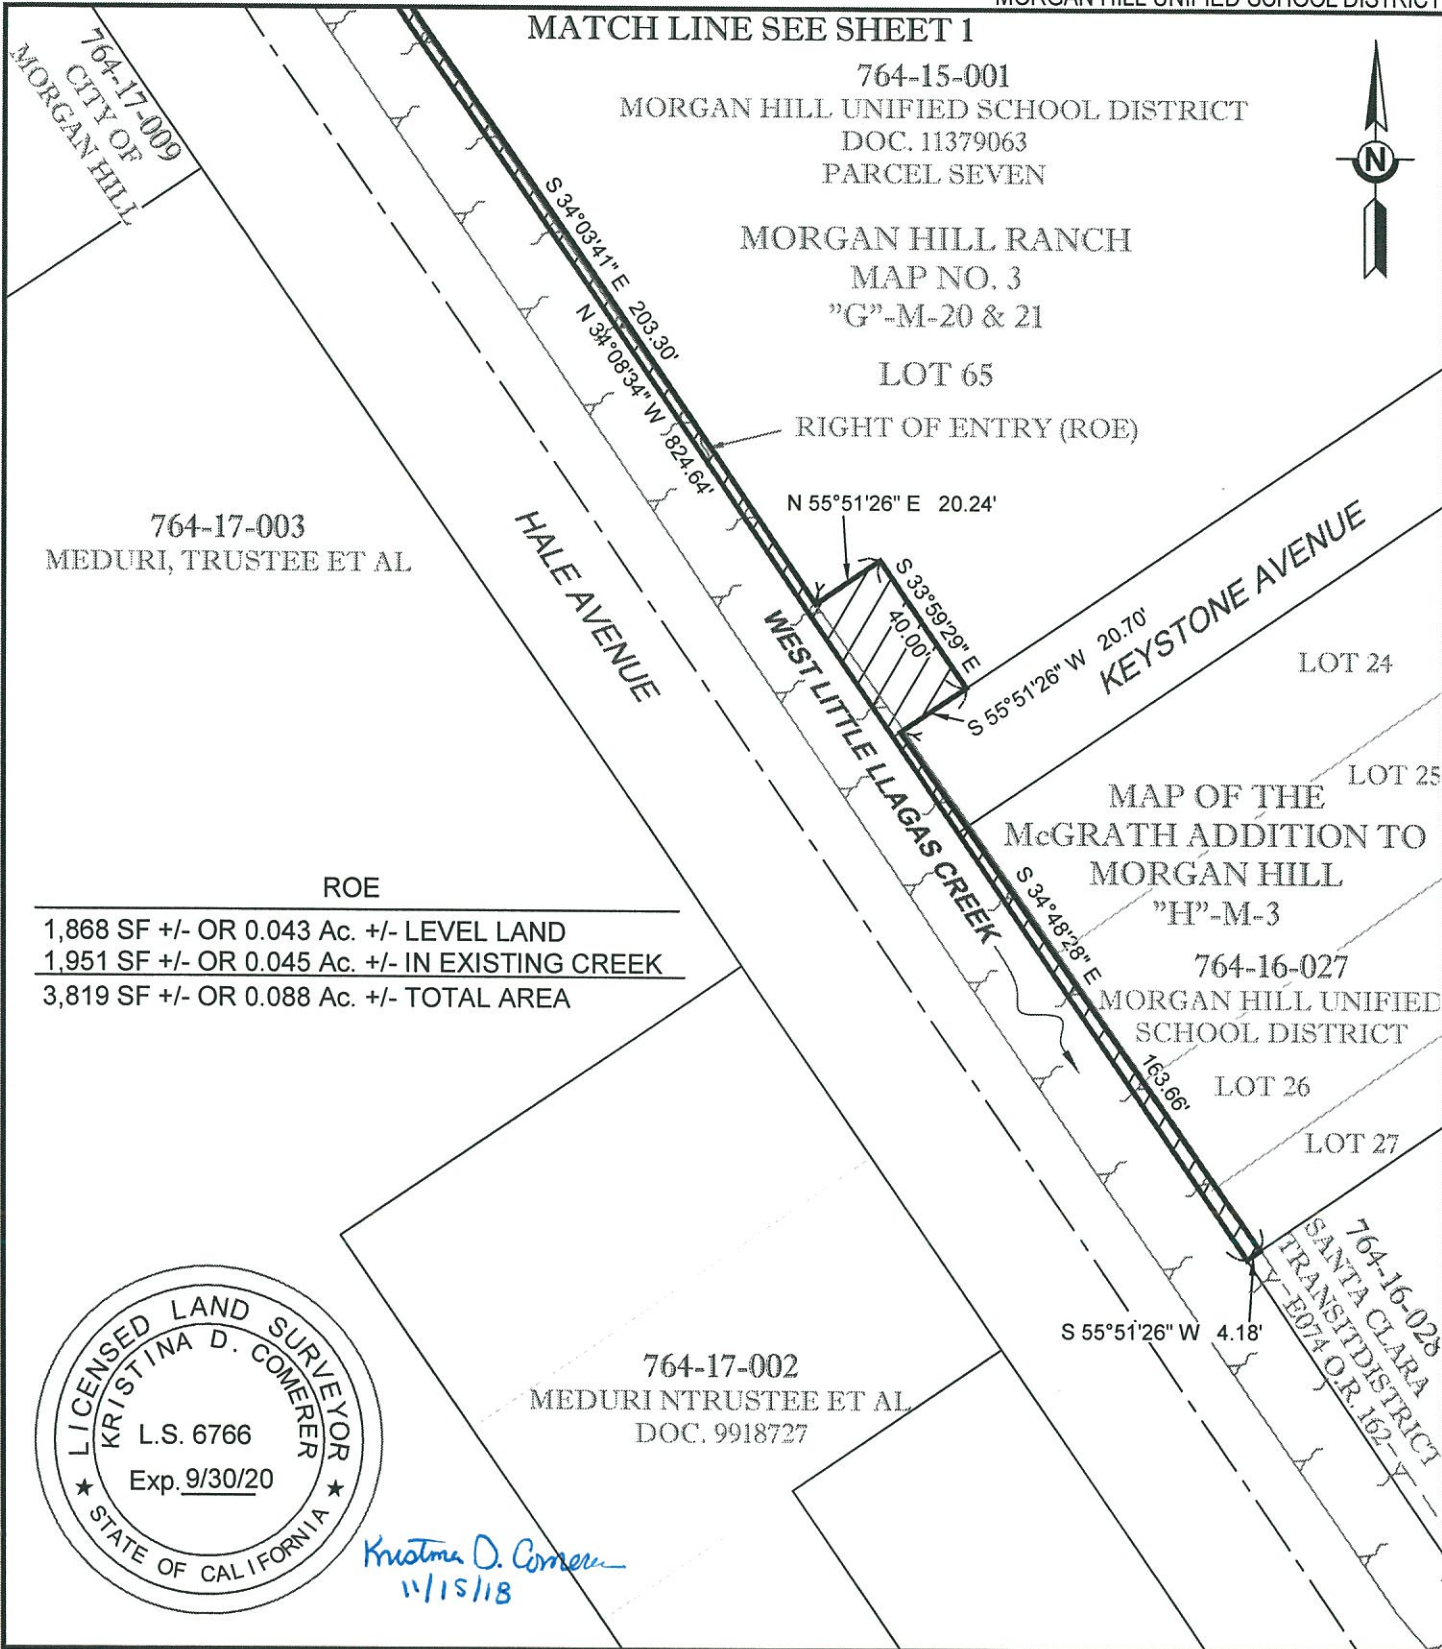 MORGAN HILL UNIFIED SCHOOL DISTRICT
MATCH LINE SEE SHEET 1
764-17-009
CITY OF
MORGAN HILL
764-15-001
MORGAN HILL UNIFIED SCHOOL DISTRICT
DOC. 11379063
PARCEL SEVEN
N
MORGAN HILL RANCH
MAP NO. 3
"G"-M-20 & 21
LOT 65
S 34°03'41" E 203.30'
N 34°08'34" W 824.64'
RIGHT OF ENTRY (ROE)
N 55°51'26" E 20.24'
764-17-003
MEDURI, TRUSTEE ET AL
HALE AVENUE
S 33°59'29" E
40.00'
S 55°51'26" W 20.70'
KEYSTONE AVENUE
WEST LITTLE LLAGAS CREEK
LOT 24
LOT 25
MAP OF THE
McGRATH ADDITION TO
MORGAN HILL
"H"-M-3
S 34°48'28" E 163.66'
764-16-027
MORGAN HILL UNIFIED
SCHOOL DISTRICT
LOT 26
LOT 27
ROE
1,868 SF +/- OR 0.043 Ac. +/- LEVEL LAND
1,951 SF +/- OR 0.045 Ac. +/- IN EXISTING CREEK
3,819 SF +/- OR 0.088 Ac. +/- TOTAL AREA
764-16-028
SANTA CLARA
TRANSITDISTRICT
E074 O.R. 162
S 55°51'26" W 4.18'
764-17-002
MEDURI NTRUSTEE ET AL
DOC. 9918727
LICENSED LAND SURVEYOR
KRISTINA D. COMERER
L.S. 6766
Exp. 9/30/20
STATE OF CALIFORNIA
Kristina D. Comerer
11/15/18